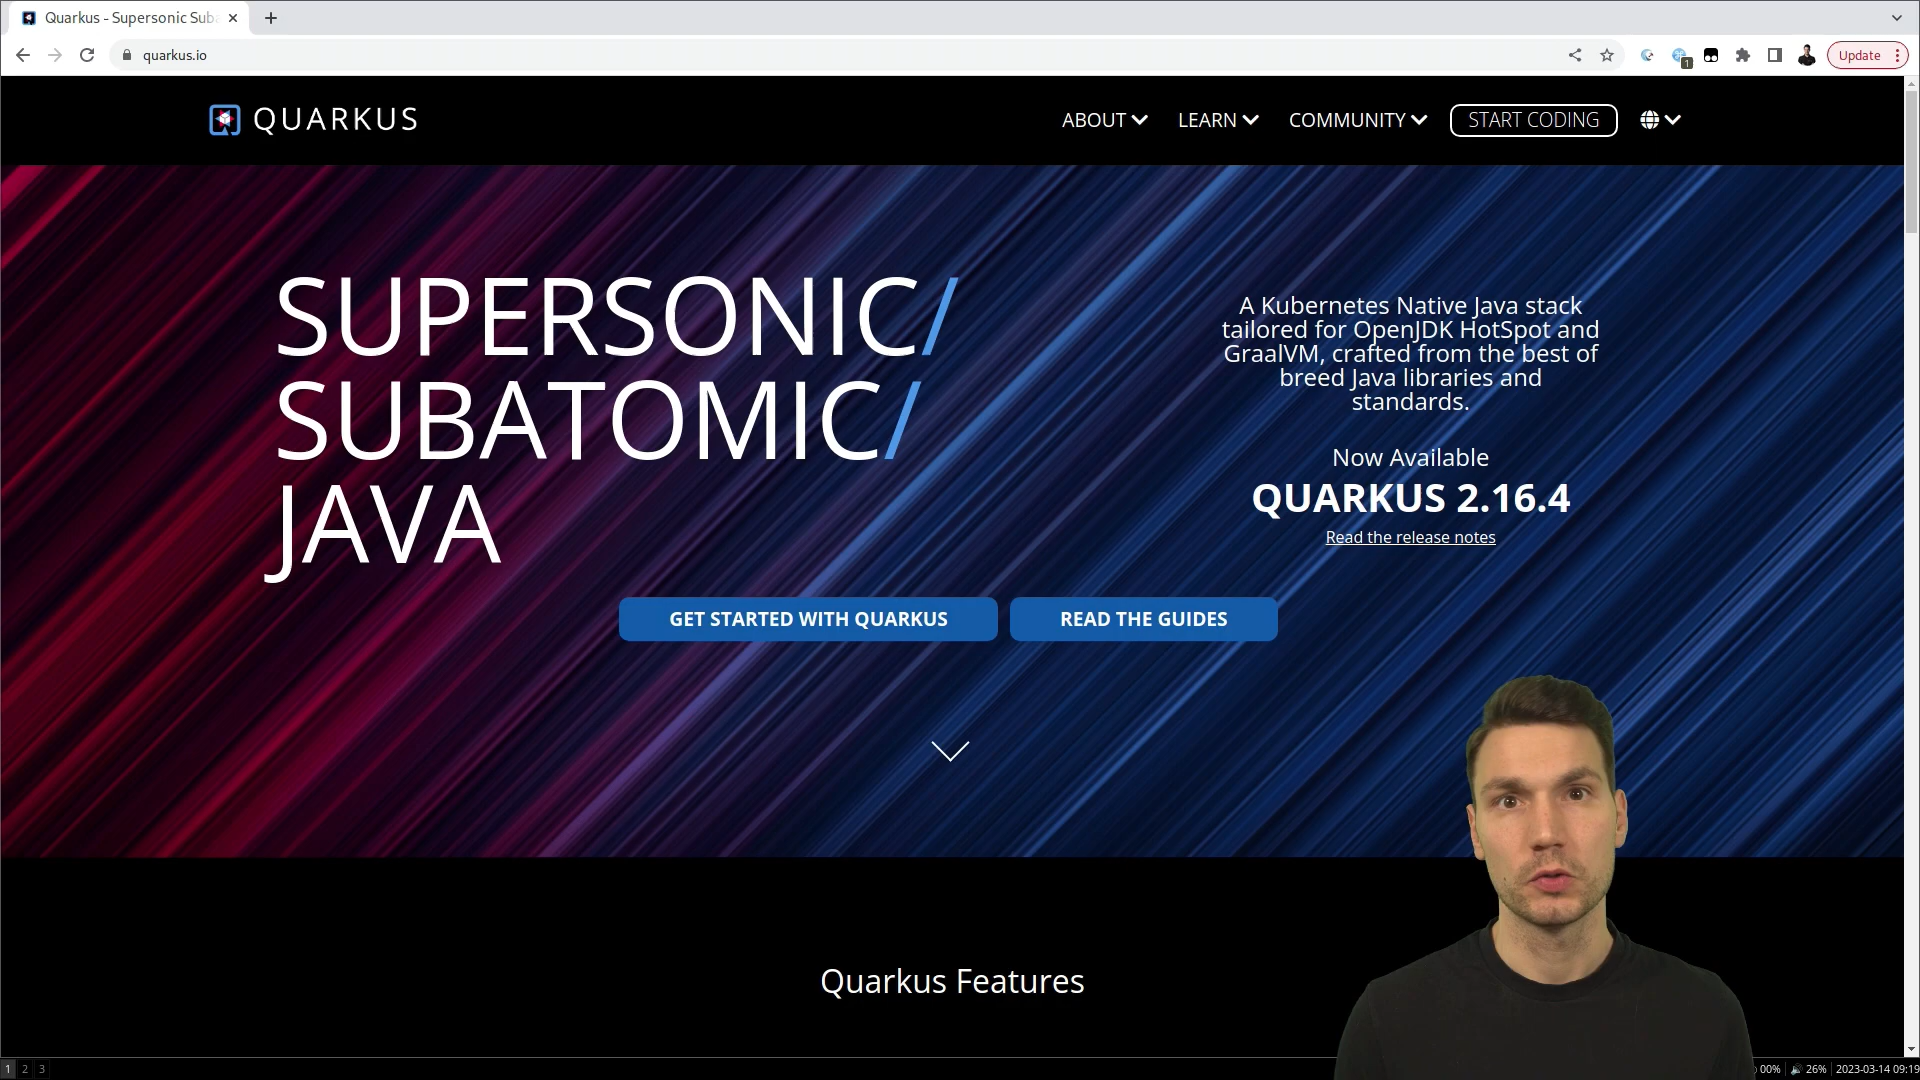 Quarkus - Supersonic Sub
quarkus.io
1
Update
QUARKUS
ABOUT
LEARN
COMMUNITY
START CODING
SUPERSONIC/
SUBATOMIC/
JAVA
A Kubernetes Native Java stack
tailored for OpenJDK HotSpot and
GraalVM, crafted from the best of
breed Java libraries and
standards.
Now Available
QUARKUS 2.16.4
Read the release notes
GET STARTED WITH QUARKUS
READ THE GUIDES
Quarkus Features
1 2 3
00%
26%
2023-03-14 09:19